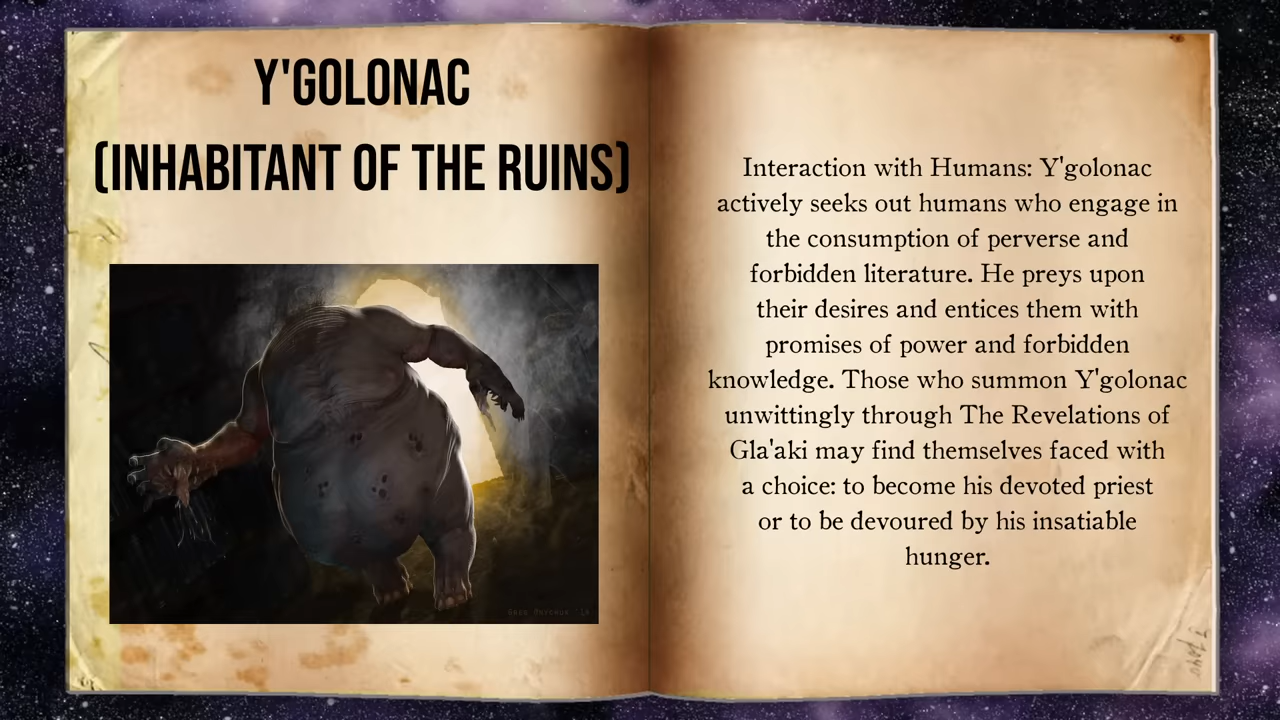 Y'GOLONAC
(INHABITANT OF THE RUINS)
Interaction with Humans: Y'golonac
actively seeks out humans who engage in
the consumption of perverse and
forbidden literature. He preys upon
their desires and entices them with
promises of power and forbidden
knowledge. Those who summon Y'golonac
unwittingly through The Revelations of
Gla'aki may find themselves faced with
a choice: to become his devoted priest
or to be devoured by his insatiable
hunger.